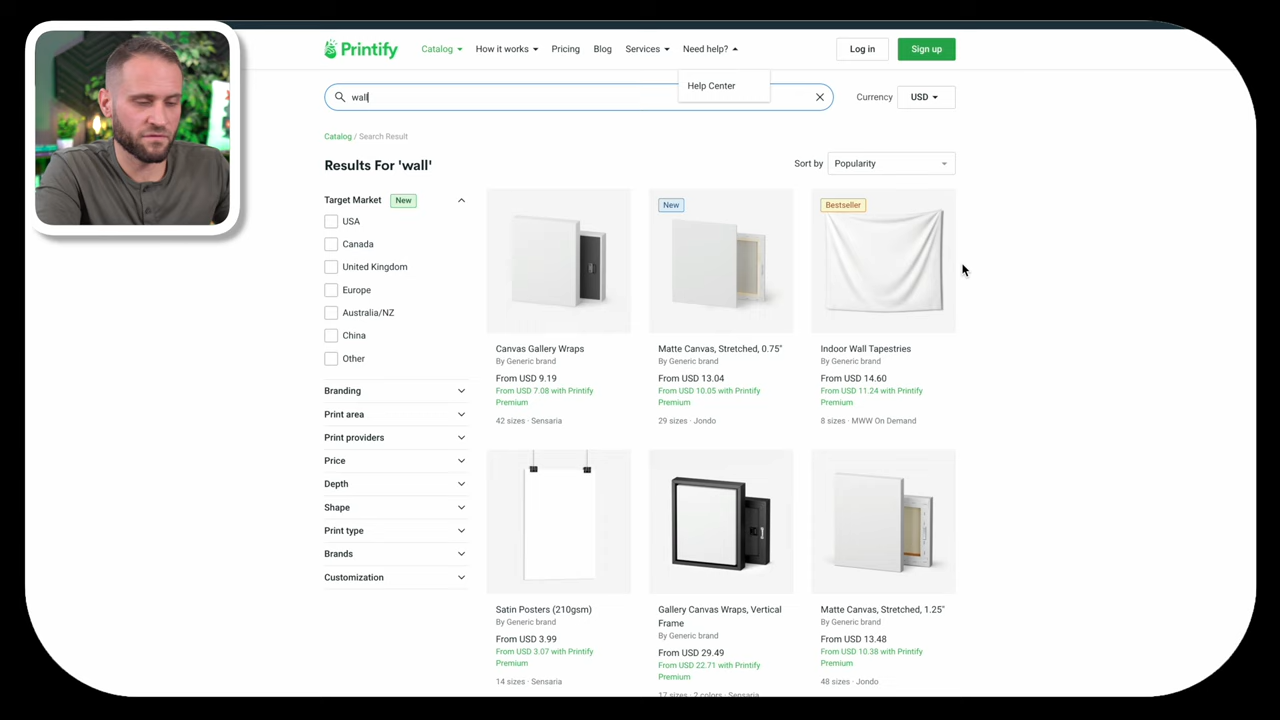 Printify
Catalog
How it works
Pricing
Blog
Services
Need help?
Log in
Sign up
Help Center
wall
Currency
USD
Catalog / Search Result
Results For 'wall'
Sort by
Popularity
Target Market
New
USA
Canada
United Kingdom
Europe
Australia/NZ
China
Other
Branding
Print area
Print providers
Price
Depth
Shape
Print type
Brands
Customization
Canvas Gallery Wraps
By Generic brand
From USD 9.19
From USD 7.08 with Printify
Premium
42 sizes · Sensaria
New
Matte Canvas, Stretched, 0.75"
By Generic brand
From USD 13.04
From USD 10.05 with Printify
Premium
29 sizes · Jondo
Bestseller
Indoor Wall Tapestries
By Generic brand
From USD 14.60
From USD 11.24 with Printify
Premium
8 sizes · MWW On Demand
Satin Posters (210gsm)
By Generic brand
From USD 3.99
From USD 3.07 with Printify
Premium
14 sizes · Sensaria
Gallery Canvas Wraps, Vertical
Frame
By Generic brand
From USD 29.49
From USD 22.71 with Printify
Premium
17 sizes · 2 colors · Sensaria
Matte Canvas, Stretched, 1.25"
By Generic brand
From USD 13.48
From USD 10.38 with Printify
Premium
48 sizes · Jondo